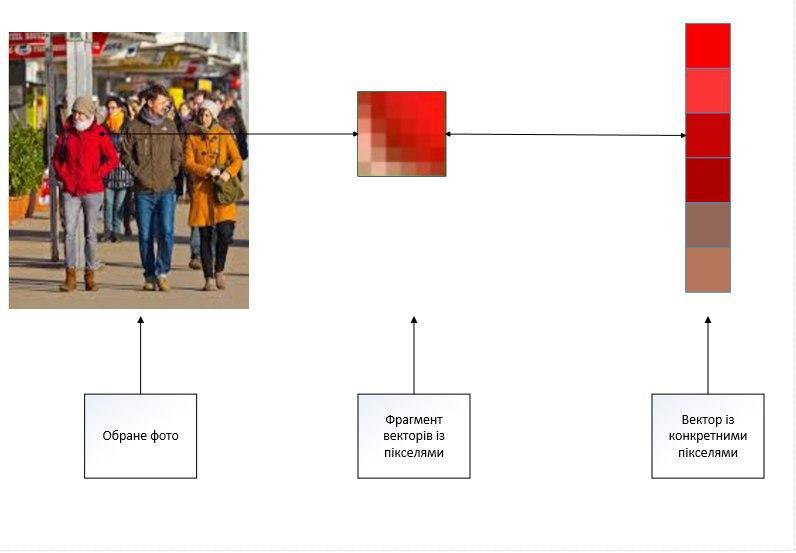 Обране фото
Фрагмент
векторів із
пікселями
Вектор із
конкретними
пікселями